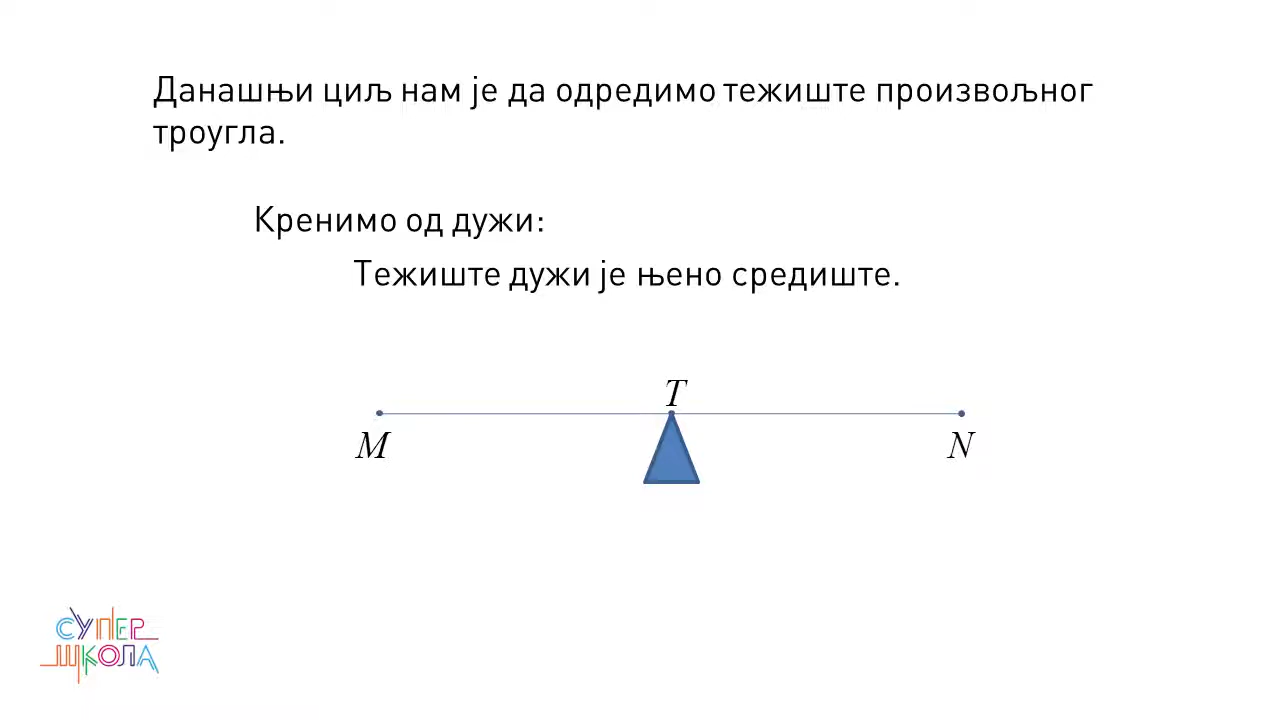 Данашњи циљ нам је да одредимо тежиште произвољног
троугла.
Кренимо од дужи:
Тежиште дужи је њено средиште.
T
M
N
СУПЕР
ШКОЛА